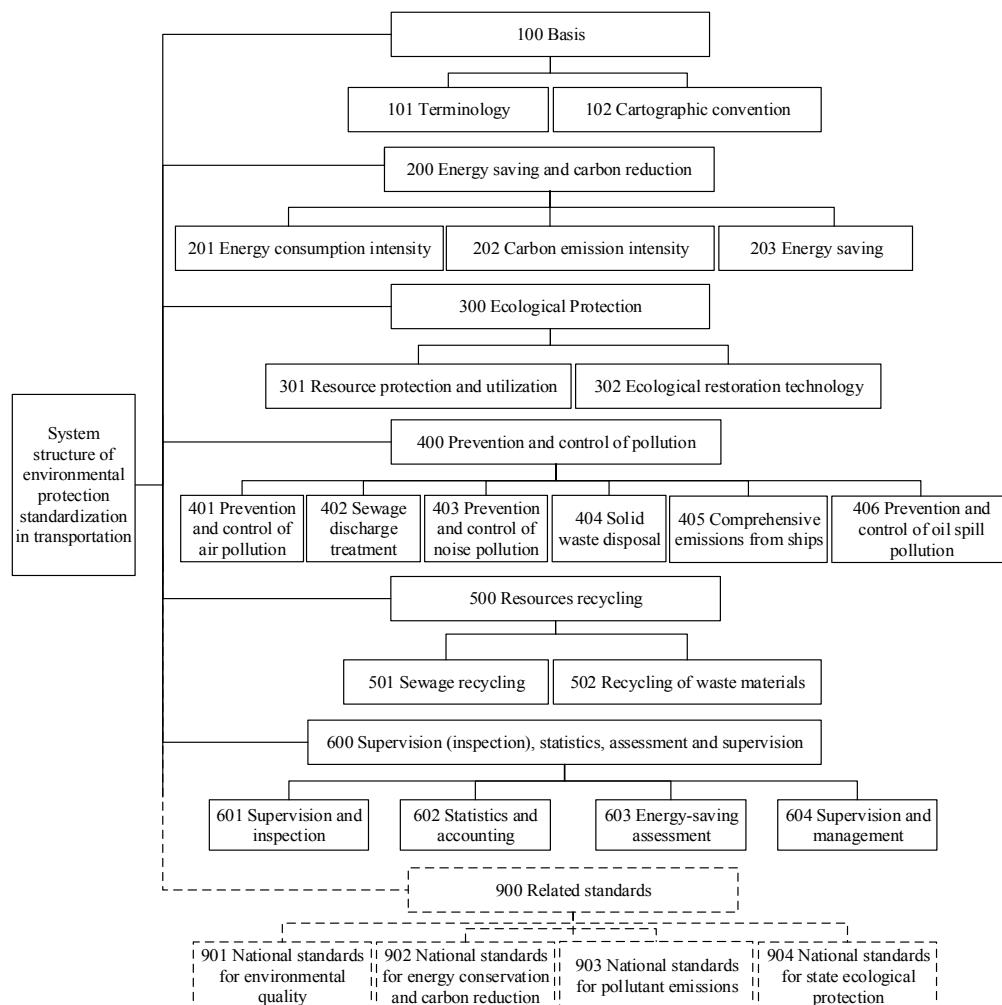 100 Basis
101 Terminology
102 Cartographic convention
200 Energy saving and carbon reduction
201 Energy consumption intensity
202 Carbon emission intensity
203 Energy saving
300 Ecological Protection
301 Resource protection and utilization
302 Ecological restoration technology
System
structure of
environmental
protection
standardization
in transportation
400 Prevention and control of pollution
401 Prevention
and control of
air pollution
402 Sewage
discharge
treatment
403 Prevention
and control of
noise pollution
404 Solid
waste disposal
405 Comprehensive
emissions from ships
406 Prevention and
control of oil spill
pollution
500 Resources recycling
501 Sewage recycling
502 Recycling of waste materials
600 Supervision (inspection), statistics, assessment and supervision
601 Supervision and
inspection
602 Statistics and
accounting
603 Energy-saving
assessment
604 Supervision and
management
900 Related standards
901 National standards
for environmental
quality
902 National standards
for energy conservation
and carbon reduction
903 National standards
for pollutant emissions
904 National standards
for state ecological
protection